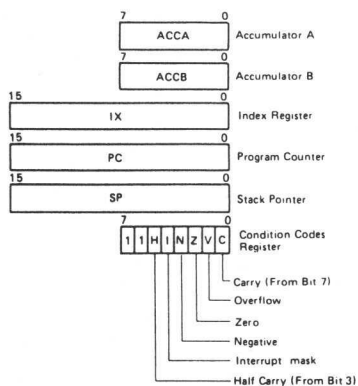 7 0
ACCA Accumulator A
7 0
ACCB Accumulator B
15 0
IX Index Register
15 0
PC Program Counter
15 0
SP Stack Pointer
7 0
1 1 H I N Z V C Condition Codes
Register
Carry (From Bit 7)
Overflow
Zero
Negative
Interrupt mask
Half Carry (From Bit 3)